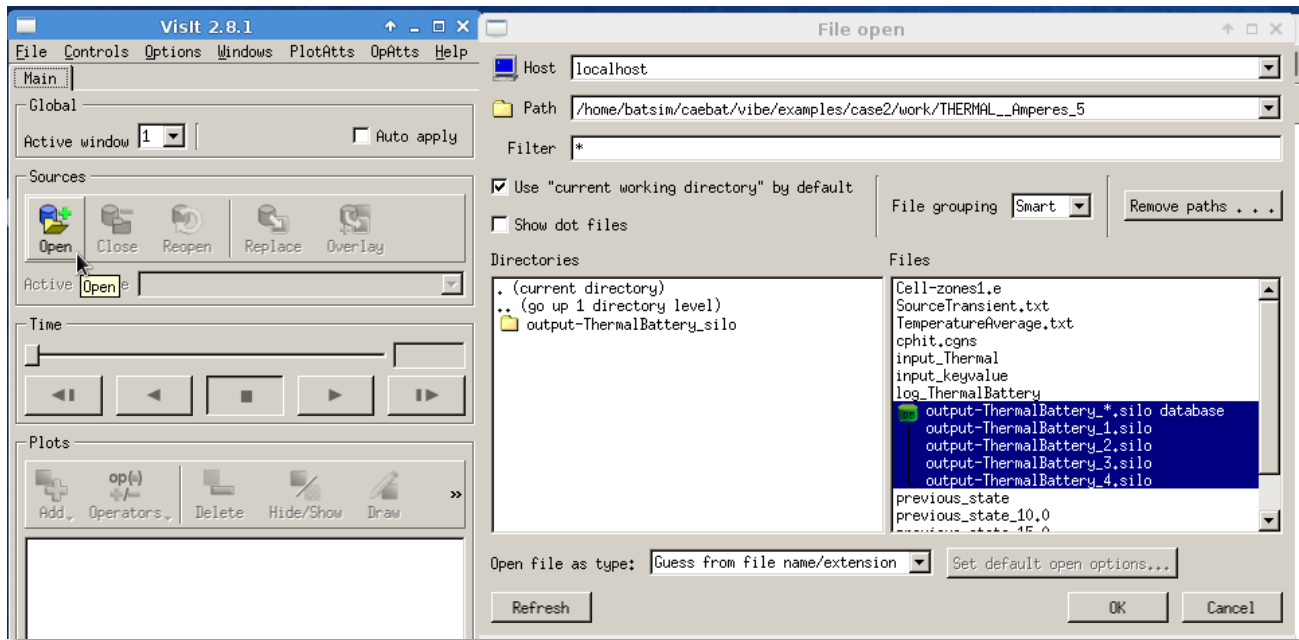 VisIt 2.8.1
File Controls Options Windows PlotAtts OpAtts Help
Main
Global
Active window 1 Auto apply
Sources
Open Close Reopen Replace Overlay
Active e
Open
Time
Plots
op(=)
+/-
Add Operators Delete Hide/Show Draw »
File open
Host localhost
Path /home/batsim/caebat/vibe/examples/case2/work/THERMAL__Amperes_5
Filter *
Use "current working directory" by default
Show dot files
File grouping Smart
Remove paths . . .
Directories
. (current directory)
.. (go up 1 directory level)
output-ThermalBattery_silo
Files
Cell-zones1.e
SourceTransient.txt
TemperatureAverage.txt
cphit.cgns
input_Thermal
input_keyvalue
log_ThermalBattery
output-ThermalBattery_*.silo database
output-ThermalBattery_1.silo
output-ThermalBattery_2.silo
output-ThermalBattery_3.silo
output-ThermalBattery_4.silo
previous_state
previous_state_10.0
Open file as type: Guess from file name/extension Set default open options...
Refresh OK Cancel